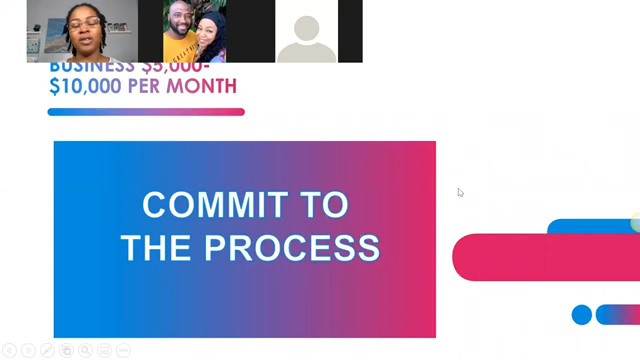 BUSINESS $5,000-
$10,000 PER MONTH
COMMIT TO
THE PROCESS